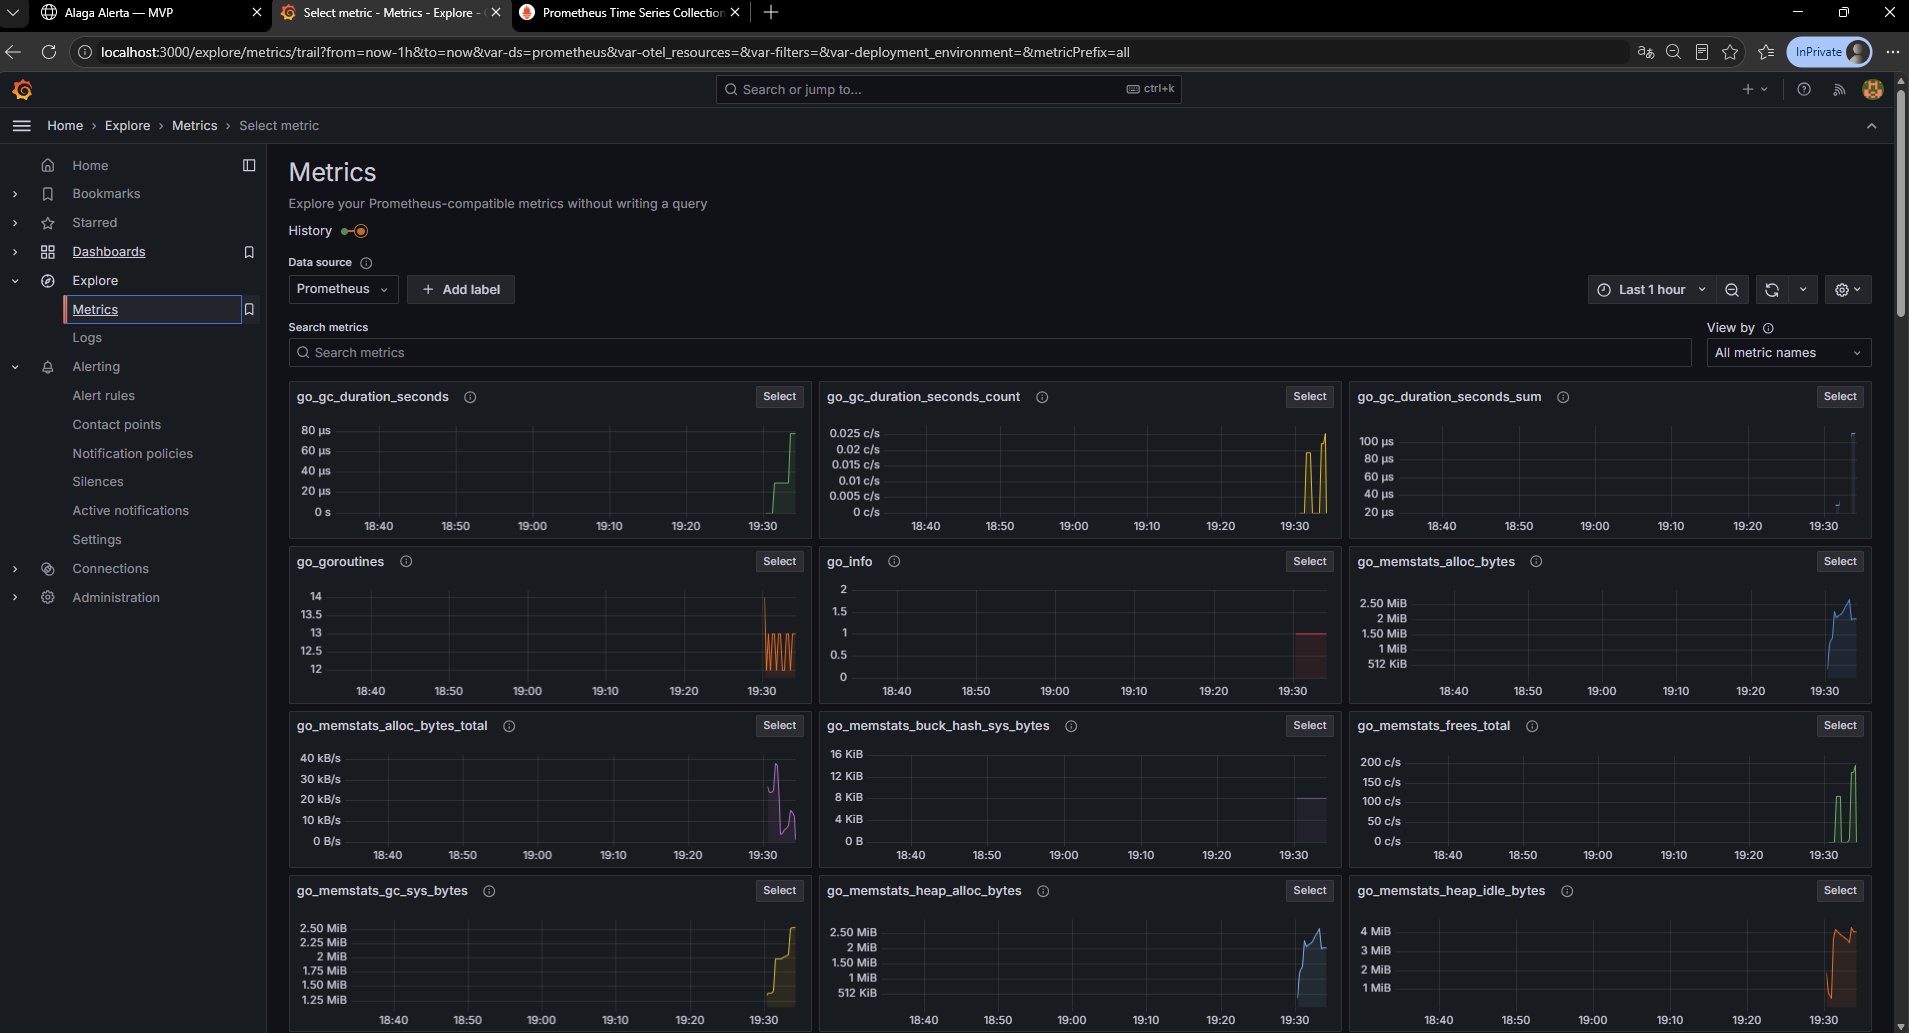 Alaga Alerta — MVP
Select metric - Metrics - Explore -
Prometheus Time Series Collection
localhost:3000/explore/metrics/trail?from=now-1h&to=now&var-ds=prometheus&var-otel_resources=&var-filters=&var-deployment_environment=&metricPrefix=all
InPrivate
Search or jump to...
ctrl+k
Home › Explore › Metrics › Select metric
Home
Bookmarks
Starred
Dashboards
Explore
Metrics
Logs
Alerting
Alert rules
Contact points
Notification policies
Silences
Active notifications
Settings
Connections
Administration
Metrics
Explore your Prometheus-compatible metrics without writing a query
History
Data source
Prometheus
+ Add label
Last 1 hour
Search metrics
View by
Search metrics
All metric names
go_gc_duration_seconds
Select
80 µs
60 µs
40 µs
20 µs
0 s
18:40 18:50 19:00 19:10 19:20 19:30
go_gc_duration_seconds_count
Select
0.025 c/s
0.02 c/s
0.015 c/s
0.01 c/s
0.005 c/s
0 c/s
18:40 18:50 19:00 19:10 19:20 19:30
go_gc_duration_seconds_sum
Select
100 µs
80 µs
60 µs
40 µs
20 µs
18:40 18:50 19:00 19:10 19:20 19:30
go_goroutines
Select
14
13.5
13
12.5
12
18:40 18:50 19:00 19:10 19:20 19:30
go_info
Select
2
1.5
1
0.5
0
18:40 18:50 19:00 19:10 19:20 19:30
go_memstats_alloc_bytes
Select
2.50 MiB
2 MiB
1.50 MiB
1 MiB
512 KiB
18:40 18:50 19:00 19:10 19:20 19:30
go_memstats_alloc_bytes_total
Select
40 kB/s
30 kB/s
20 kB/s
10 kB/s
0 B/s
18:40 18:50 19:00 19:10 19:20 19:30
go_memstats_buck_hash_sys_bytes
Select
16 KiB
12 KiB
8 KiB
4 KiB
0 B
18:40 18:50 19:00 19:10 19:20 19:30
go_memstats_frees_total
Select
200 c/s
150 c/s
100 c/s
50 c/s
0 c/s
18:40 18:50 19:00 19:10 19:20 19:30
go_memstats_gc_sys_bytes
Select
2.50 MiB
2.25 MiB
2 MiB
1.75 MiB
1.50 MiB
1.25 MiB
18:40 18:50 19:00 19:10 19:20 19:30
go_memstats_heap_alloc_bytes
Select
2.50 MiB
2 MiB
1.50 MiB
1 MiB
512 KiB
18:40 18:50 19:00 19:10 19:20 19:30
go_memstats_heap_idle_bytes
Select
4 MiB
3 MiB
2 MiB
1 MiB
18:40 18:50 19:00 19:10 19:20 19:30